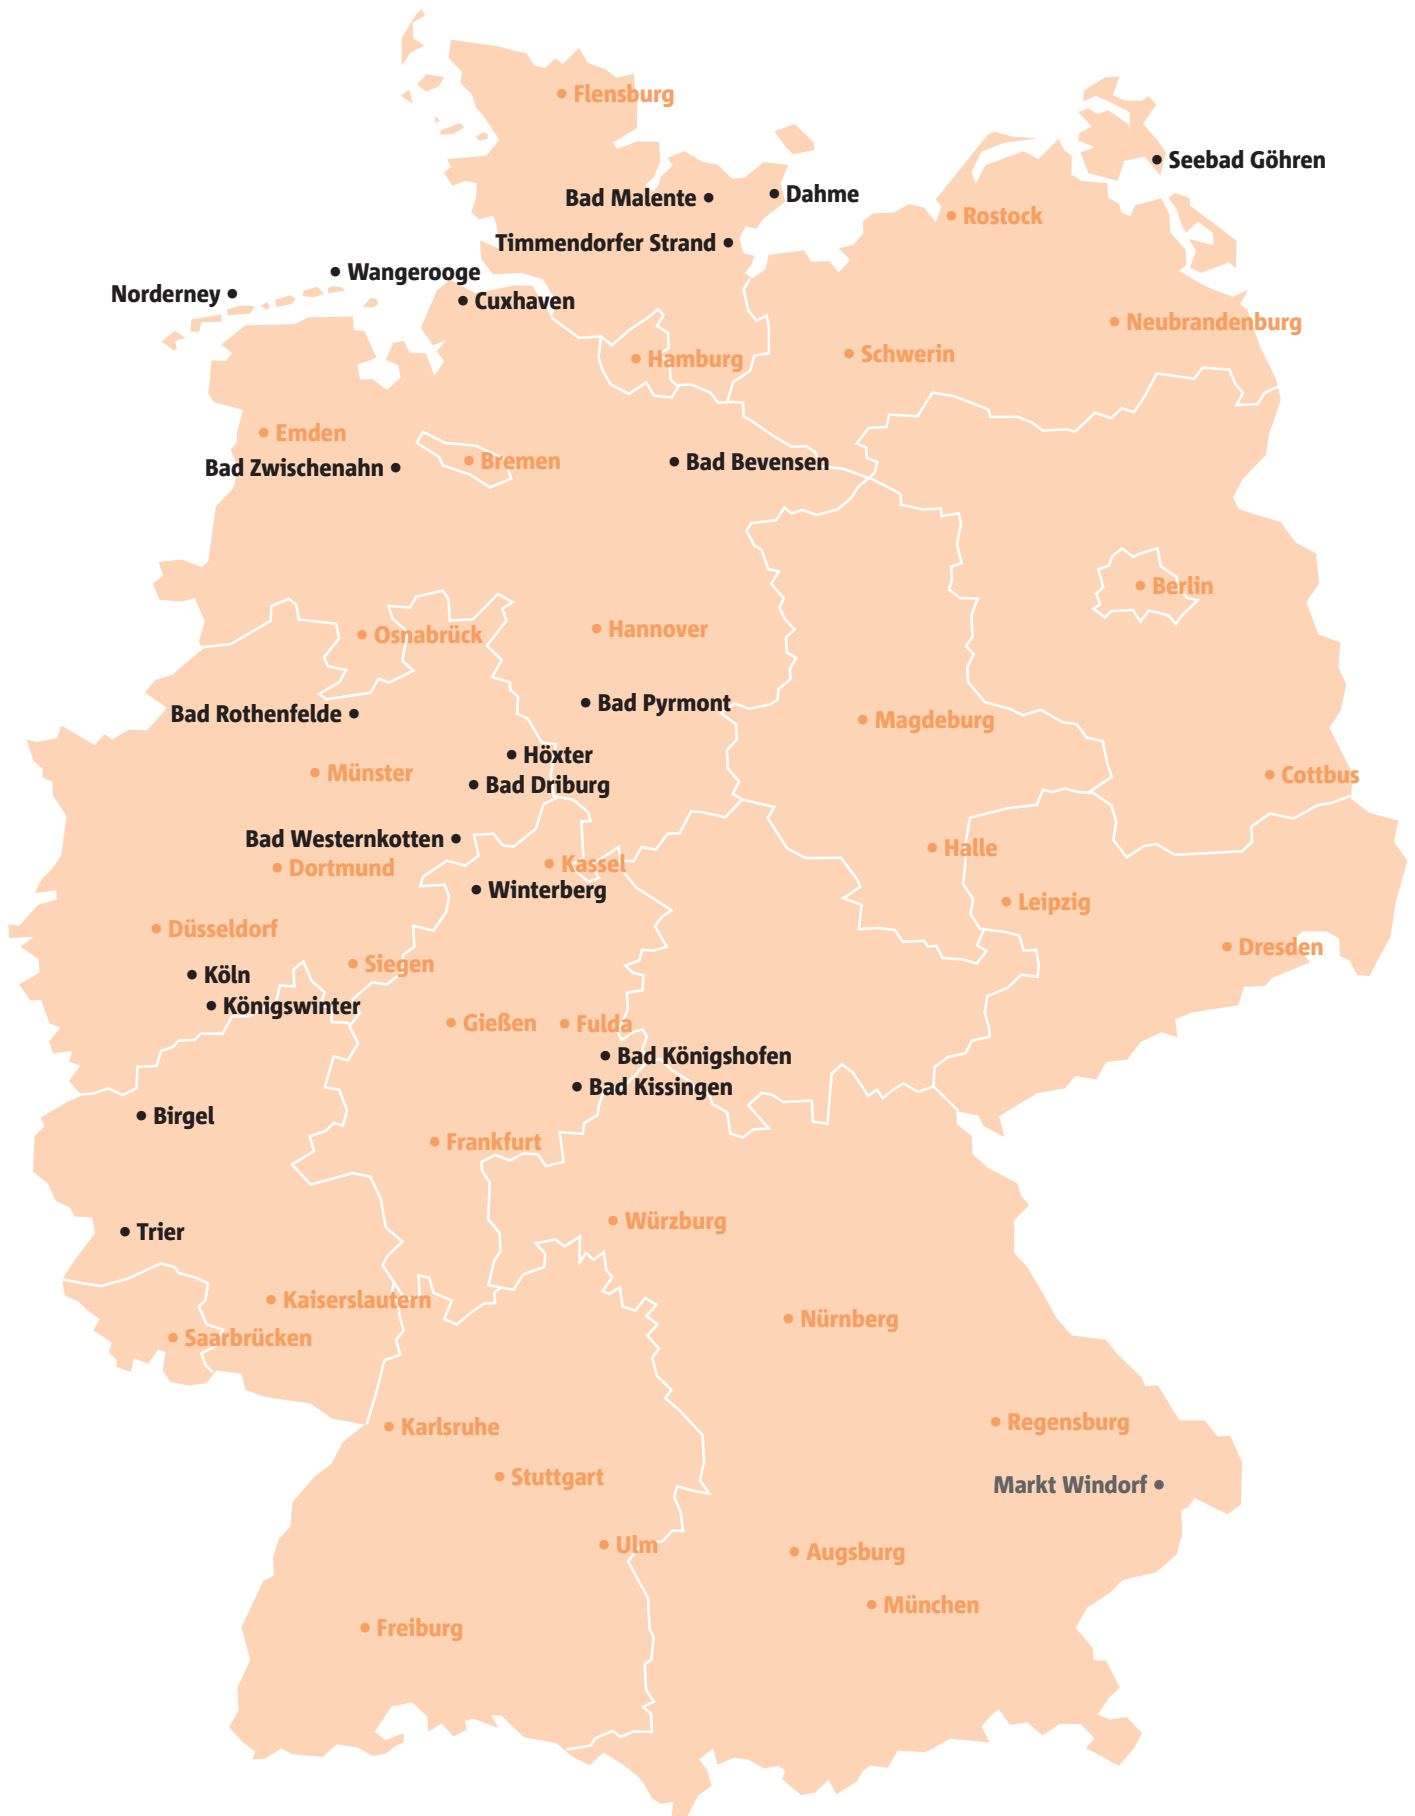 Flensburg
Seebad Göhren
Bad Malente
Dahme
Rostock
Timmendorfer Strand
Wangerooge
Norderney
Cuxhaven
Neubrandenburg
Schwerin
Hamburg
Emden
Bad Zwischenahn
Bremen
Bad Bevensen
Berlin
Osnabrück
Hannover
Bad Pyrmont
Bad Rothenfelde
Magdeburg
Höxter
Münster
Cottbus
Bad Driburg
Bad Westernkotten
Halle
Dortmund
Kassel
Winterberg
Leipzig
Düsseldorf
Dresden
Siegen
Köln
Königswinter
Gießen
Fulda
Bad Königshofen
Bad Kissingen
Birgel
Frankfurt
Würzburg
Trier
Kaiserslautern
Nürnberg
Saarbrücken
Regensburg
Karlsruhe
Stuttgart
Markt Windorf
Ulm
Augsburg
München
Freiburg